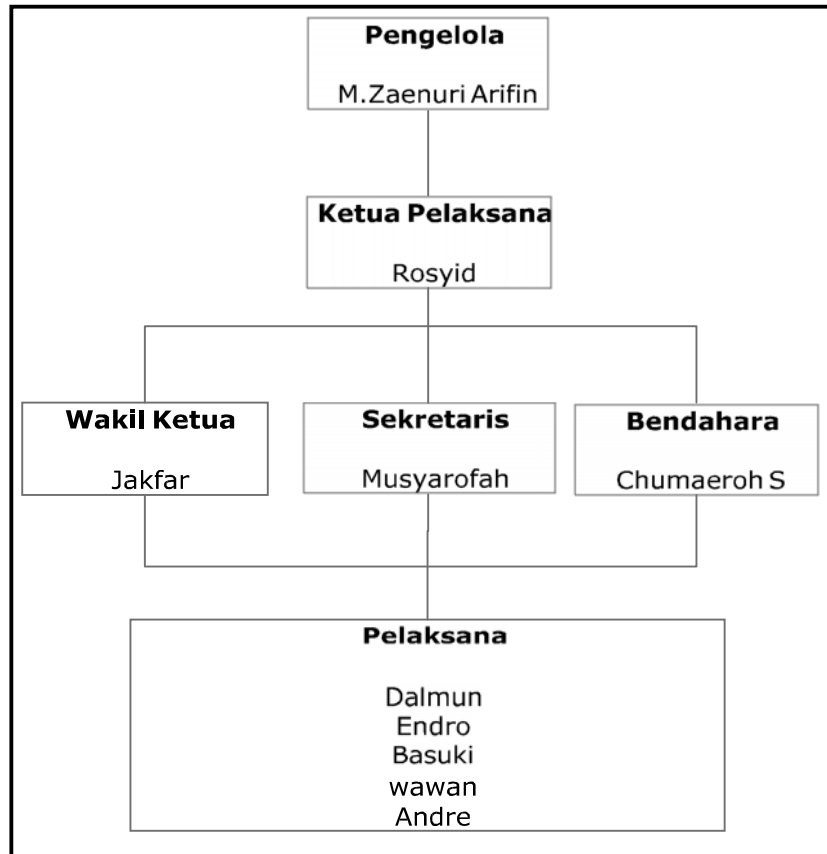 Pengelola
M.Zaenuri Arifin
Ketua Pelaksana
Rosyid
Wakil Ketua
Jakfar
Sekretaris
Musyarofah
Bendahara
Chumaeroh S
Pelaksana
Dalmun
Endro
Basuki
wawan
Andre